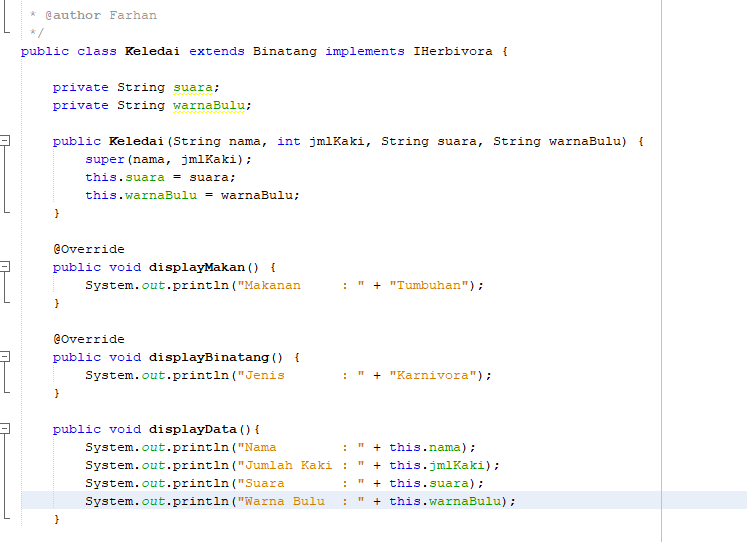 * @author Farhan
*/
public class Keledai extends Binatang implements IHerbivora {
private String suara;
private String warnaBulu;
public Keledai(String nama, int jmlKaki, String suara, String warnaBulu) {
super(nama, jmlKaki);
this.suara = suara;
this.warnaBulu = warnaBulu;
}
@Override
public void displayMakan() {
System.out.println("Makanan     : " + "Tumbuhan");
}
@Override
public void displayBinatang() {
System.out.println("Jenis       : " + "Karnivora");
}
public void displayData(){
System.out.println("Nama        : " + this.nama);
System.out.println("Jumlah Kaki : " + this.jmlKaki);
System.out.println("Suara       : " + this.suara);
System.out.println("Warna Bulu  : " + this.warnaBulu);
}